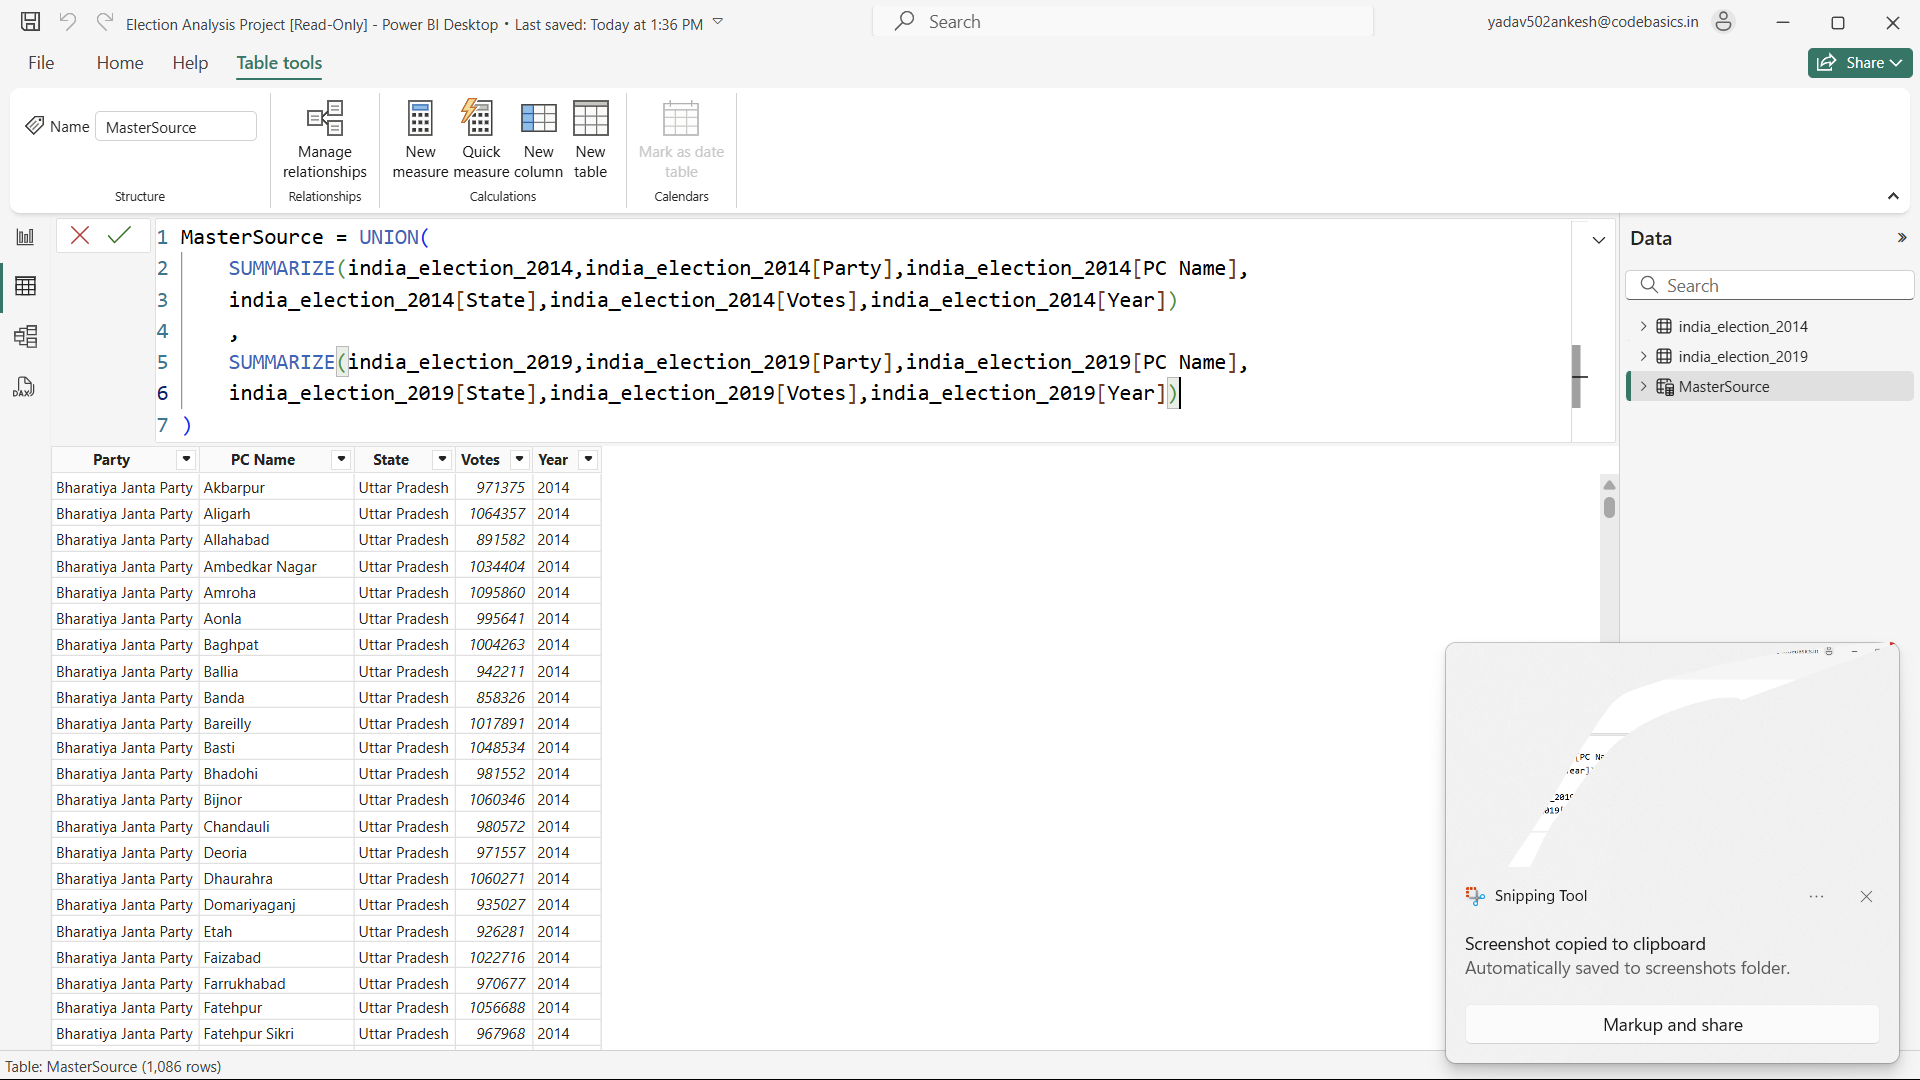 Election Analysis Project [Read-Only] - Power BI Desktop • Last saved: Today at 1:36 PM
Search
yadav502ankesh@codebasics.in
File Home Help Table tools
Share
Name MasterSource
Structure
Manage relationships
Relationships
New measure
Quick measure
New column
New table
Calculations
Mark as date table
Calendars
1 MasterSource = UNION(
2 SUMMARIZE(india_election_2014,india_election_2014[Party],india_election_2014[PC Name],
3 india_election_2014[State],india_election_2014[Votes],india_election_2014[Year])
4 ,
5 SUMMARIZE(india_election_2019,india_election_2019[Party],india_election_2019[PC Name],
6 india_election_2019[State],india_election_2019[Votes],india_election_2019[Year])
7 )
DAX
Data
Search
india_election_2014
india_election_2019
MasterSource
Party PC Name State Votes Year
Bharatiya Janta Party Akbarpur Uttar Pradesh 971375 2014
Bharatiya Janta Party Aligarh Uttar Pradesh 1064357 2014
Bharatiya Janta Party Allahabad Uttar Pradesh 891582 2014
Bharatiya Janta Party Ambedkar Nagar Uttar Pradesh 1034404 2014
Bharatiya Janta Party Amroha Uttar Pradesh 1095860 2014
Bharatiya Janta Party Aonla Uttar Pradesh 995641 2014
Bharatiya Janta Party Baghpat Uttar Pradesh 1004263 2014
Bharatiya Janta Party Ballia Uttar Pradesh 942211 2014
Bharatiya Janta Party Banda Uttar Pradesh 858326 2014
Bharatiya Janta Party Bareilly Uttar Pradesh 1017891 2014
Bharatiya Janta Party Basti Uttar Pradesh 1048534 2014
Bharatiya Janta Party Bhadohi Uttar Pradesh 981552 2014
Bharatiya Janta Party Bijnor Uttar Pradesh 1060346 2014
Bharatiya Janta Party Chandauli Uttar Pradesh 980572 2014
Bharatiya Janta Party Deoria Uttar Pradesh 971557 2014
Bharatiya Janta Party Dhaurahra Uttar Pradesh 1060271 2014
Bharatiya Janta Party Domariyaganj Uttar Pradesh 935027 2014
Bharatiya Janta Party Etah Uttar Pradesh 926281 2014
Bharatiya Janta Party Faizabad Uttar Pradesh 1022716 2014
Bharatiya Janta Party Farrukhabad Uttar Pradesh 970677 2014
Bharatiya Janta Party Fatehpur Uttar Pradesh 1056688 2014
Bharatiya Janta Party Fatehpur Sikri Uttar Pradesh 967968 2014
Snipping Tool
Screenshot copied to clipboard
Automatically saved to screenshots folder.
Markup and share
Table: MasterSource (1,086 rows)